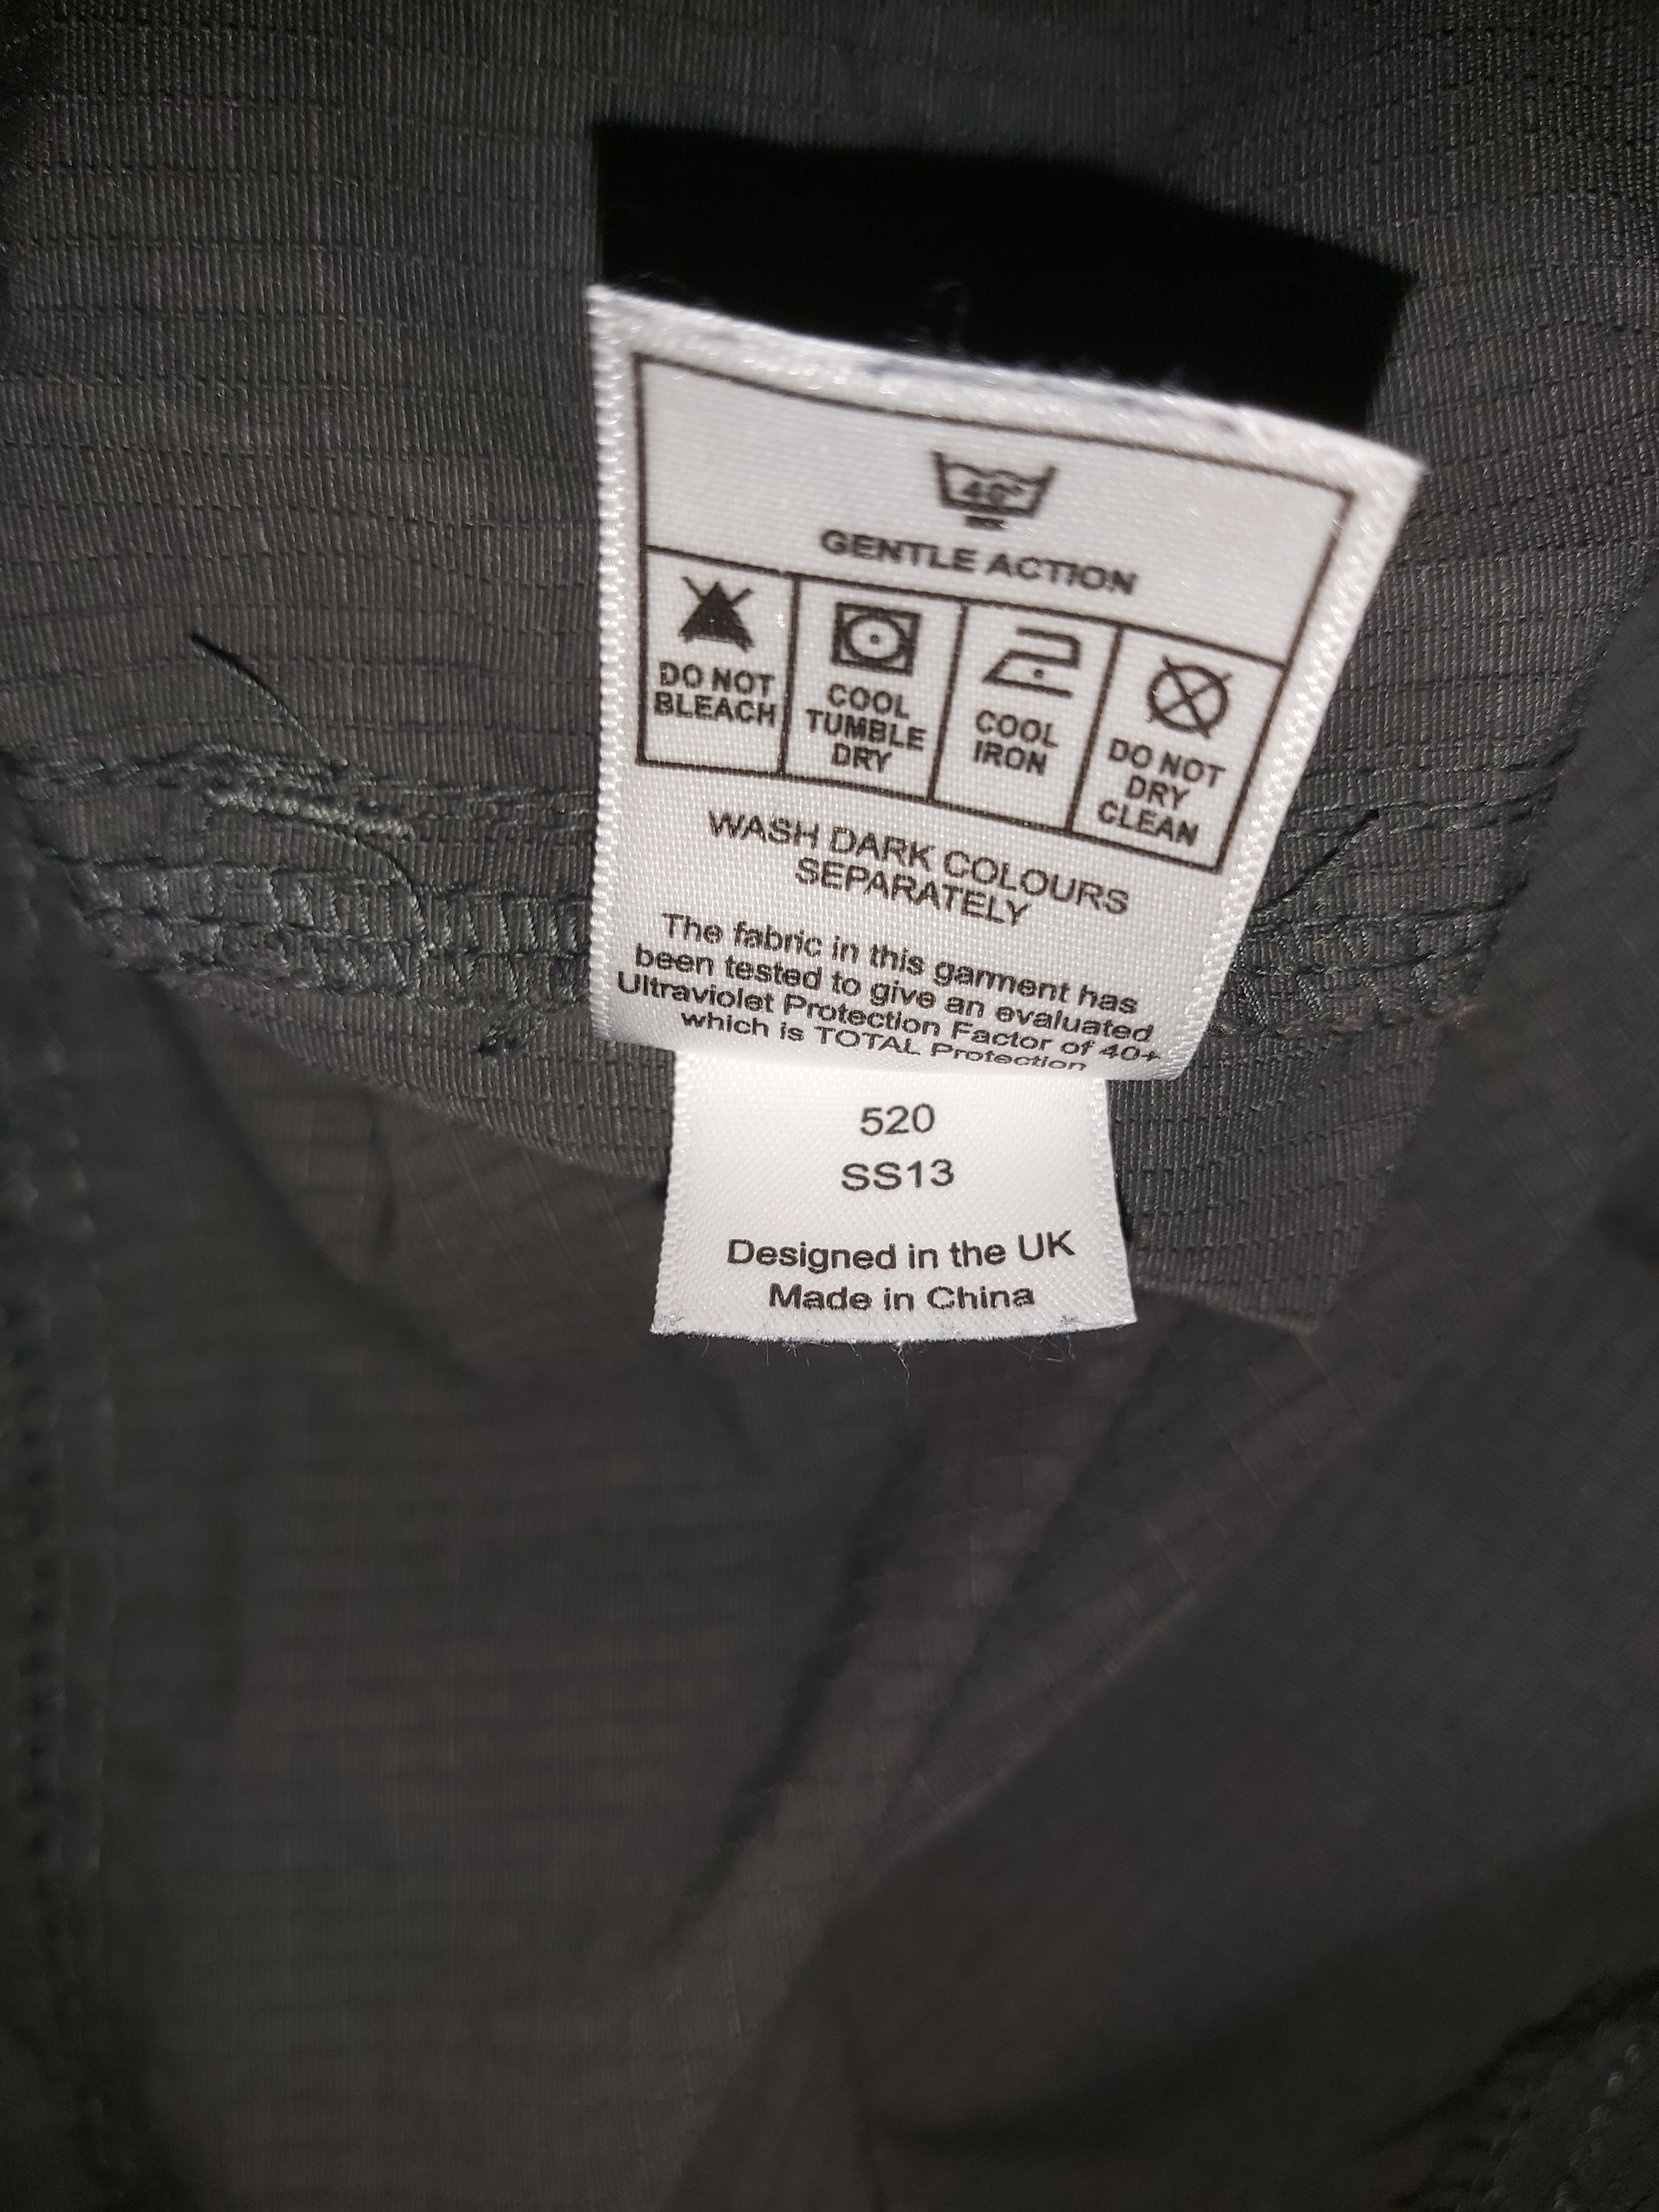 40°
GENTLE ACTION
DO NOT
BLEACH
COOL
TUMBLE
DRY
COOL
IRON
DO NOT
DRY
CLEAN
WASH DARK COLOURS
SEPARATELY
The fabric in this garment has
been tested to give an evaluated
Ultraviolet Protection Factor of 40+
which is TOTAL Protection
520
SS13
Designed in the UK
Made in China